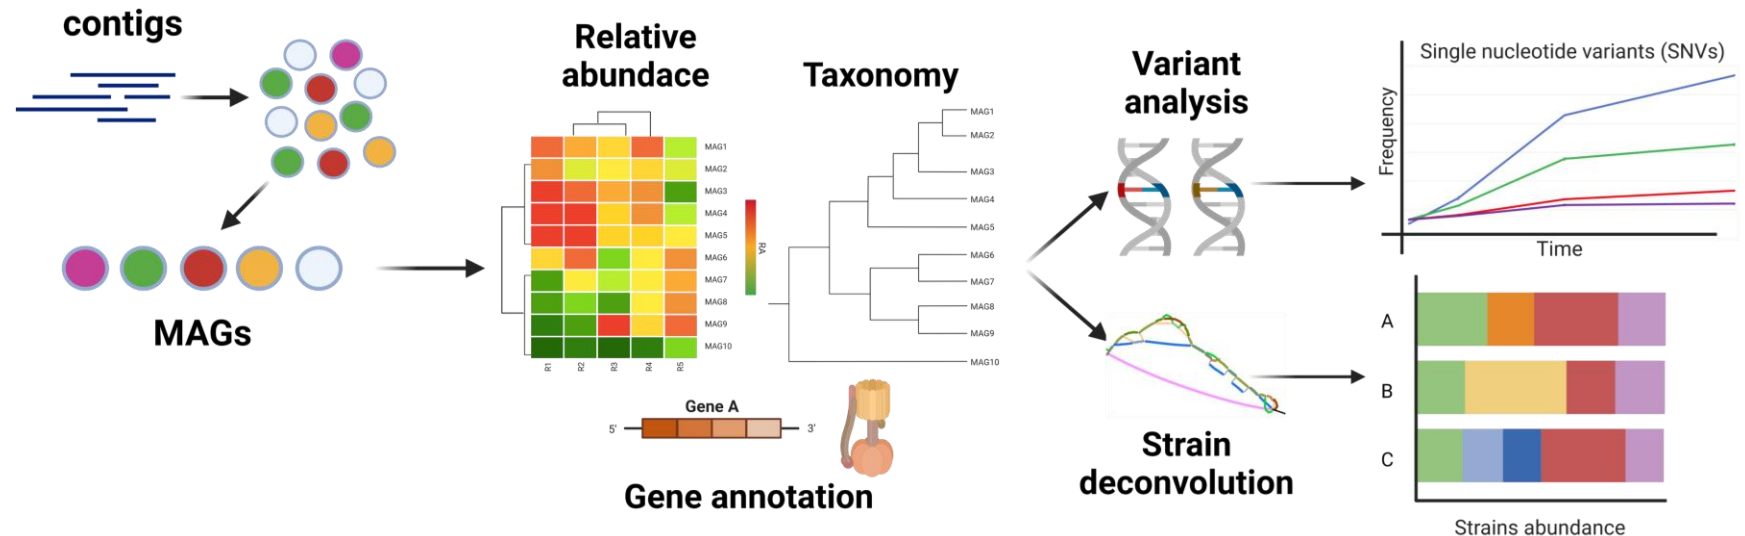 contigs
MAGs
Relative
abundace
MAG1
MAG2
MAG3
MAG4
MAG5
MAG6
MAG7
MAG8
MAG9
MAG10
R1
R2
R3
R4
R5
RA
Taxonomy
MAG1
MAG2
MAG3
MAG4
MAG5
MAG6
MAG7
MAG8
MAG9
MAG10
Gene A
5'
3'
Gene annotation
Variant
analysis
Strain
deconvolution
Single nucleotide variants (SNVs)
Frequency
Time
A
B
C
Strains abundance